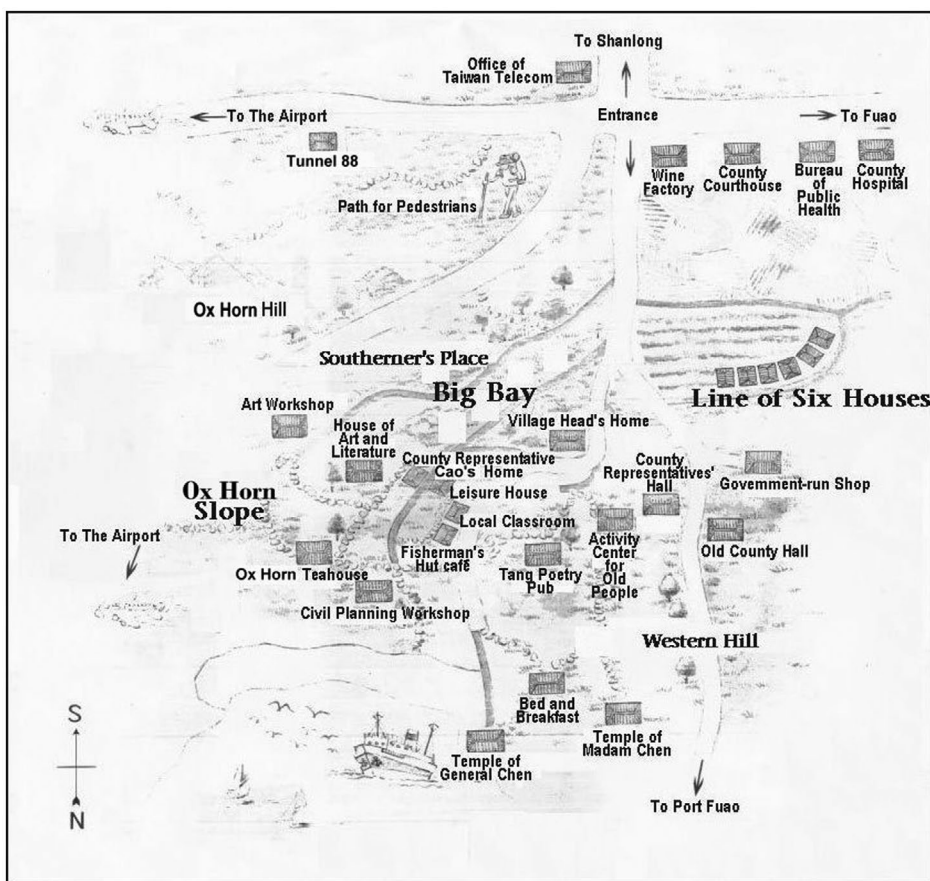 To Shanlong
Office of
Taiwan Telecom
To The Airport
Entrance
To Fuao
Tunnel 88
Wine
Factory
County
Courthouse
Bureau
of
Public
Health
County
Hospital
Path for Pedestrians
Ox Horn Hill
Southerner's Place
Big Bay
Line of Six Houses
Art Workshop
House of
Art and
Literature
Village Head's Home
County Representative
Cao's Home
County
Representatives'
Hall
Govemnment-run Shop
Ox Horn
Slope
Leisure House
Local Classroom
To The Airport
Fisherman's
Hut café
Ox Horn Teahouse
Tang Poetry
Pub
Activity
Center
for
Old
People
Old County Hall
Civil Planning Workshop
Western Hill
Bed and
Breakfast
Temple of
Madam Chen
Temple of
General Chen
To Port Fuao
S
N